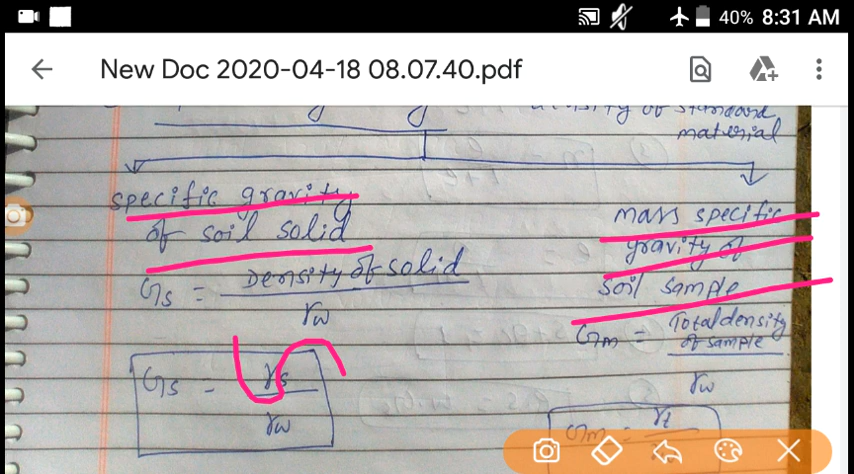 40% 8:31 AM
New Doc 2020-04-18 08.07.40.pdf
of standard
material
specific gravity
of soil solid
Gs = Density of solid
γw
Gs = γs
γw
mass specific
gravity of
soil sample
Gm = Total density
of sample
γw
Gm = γt